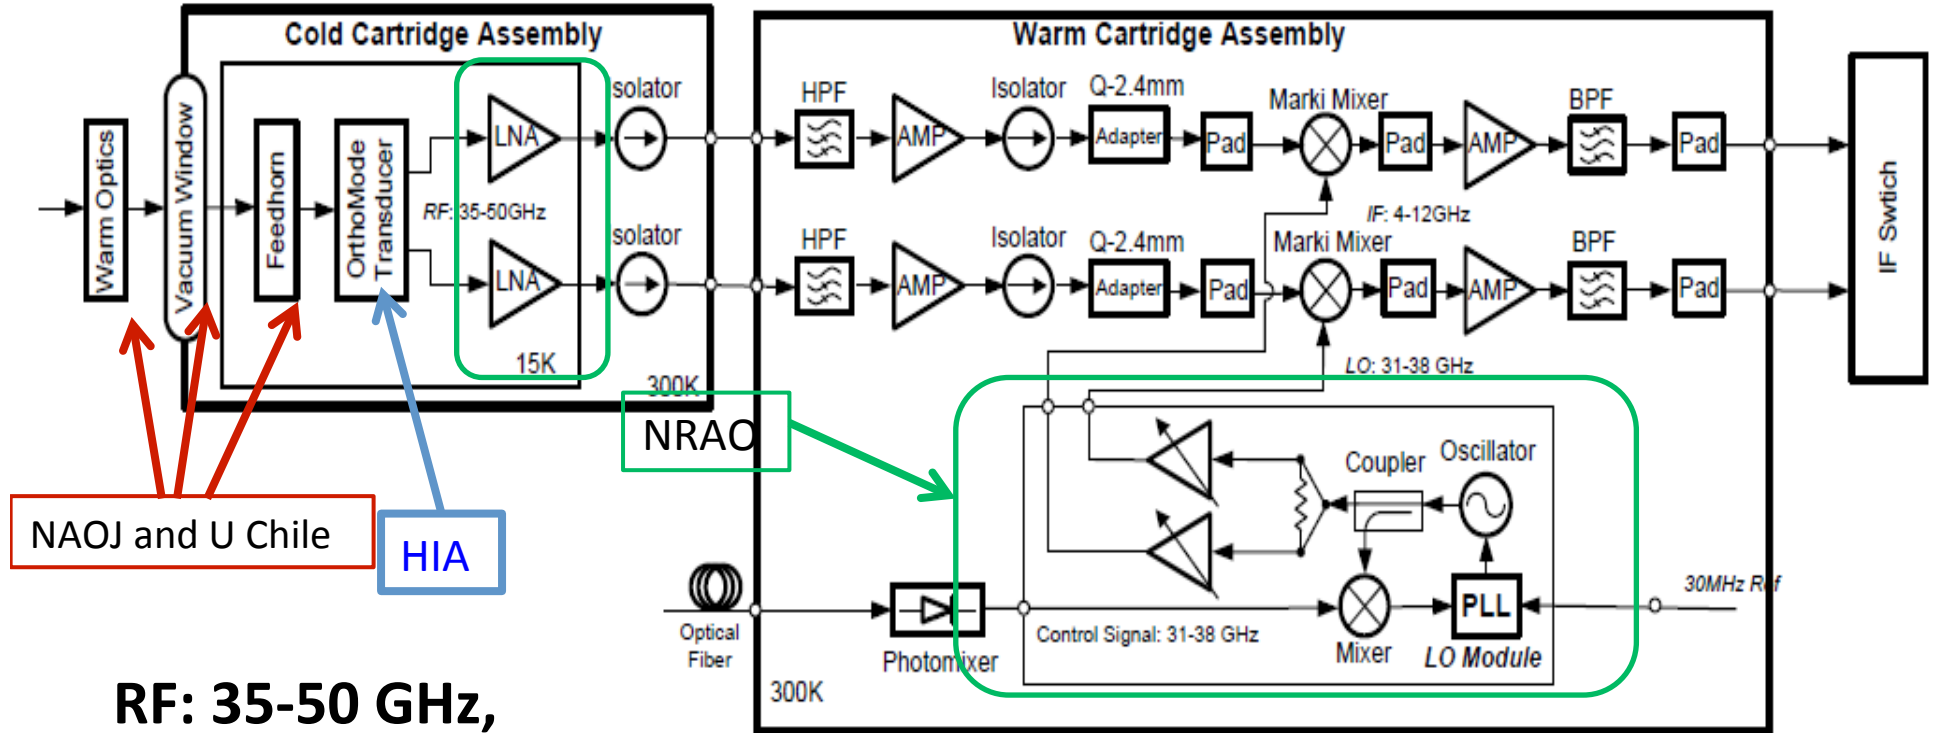 Cold Cartridge Assembly
Warm Cartridge Assembly
Warm Optics
Vacuum Window
Feedhorn
OrthoMode
Transducer
LNA
solator
HPF
AMP
Isolator
Q-2.4mm
Adapter
Pad
Marki Mixer
Pad
AMP
BPF
Pad
IF Swtich
RF: 35-50GHz
IF: 4-12GHz
LNA
solator
HPF
AMP
Isolator
Q-2.4mm
Adapter
Pad
Marki Mixer
Pad
AMP
BPF
Pad
15K
300K
LO: 31-38 GHz
NRAO
Coupler
Oscillator
NAOJ and U Chile
HIA
Optical
Fiber
Photomixer
Control Signal: 31-38 GHz
Mixer
PLL
LO Module
30MHz Ref
300K
RF: 35-50 GHz,